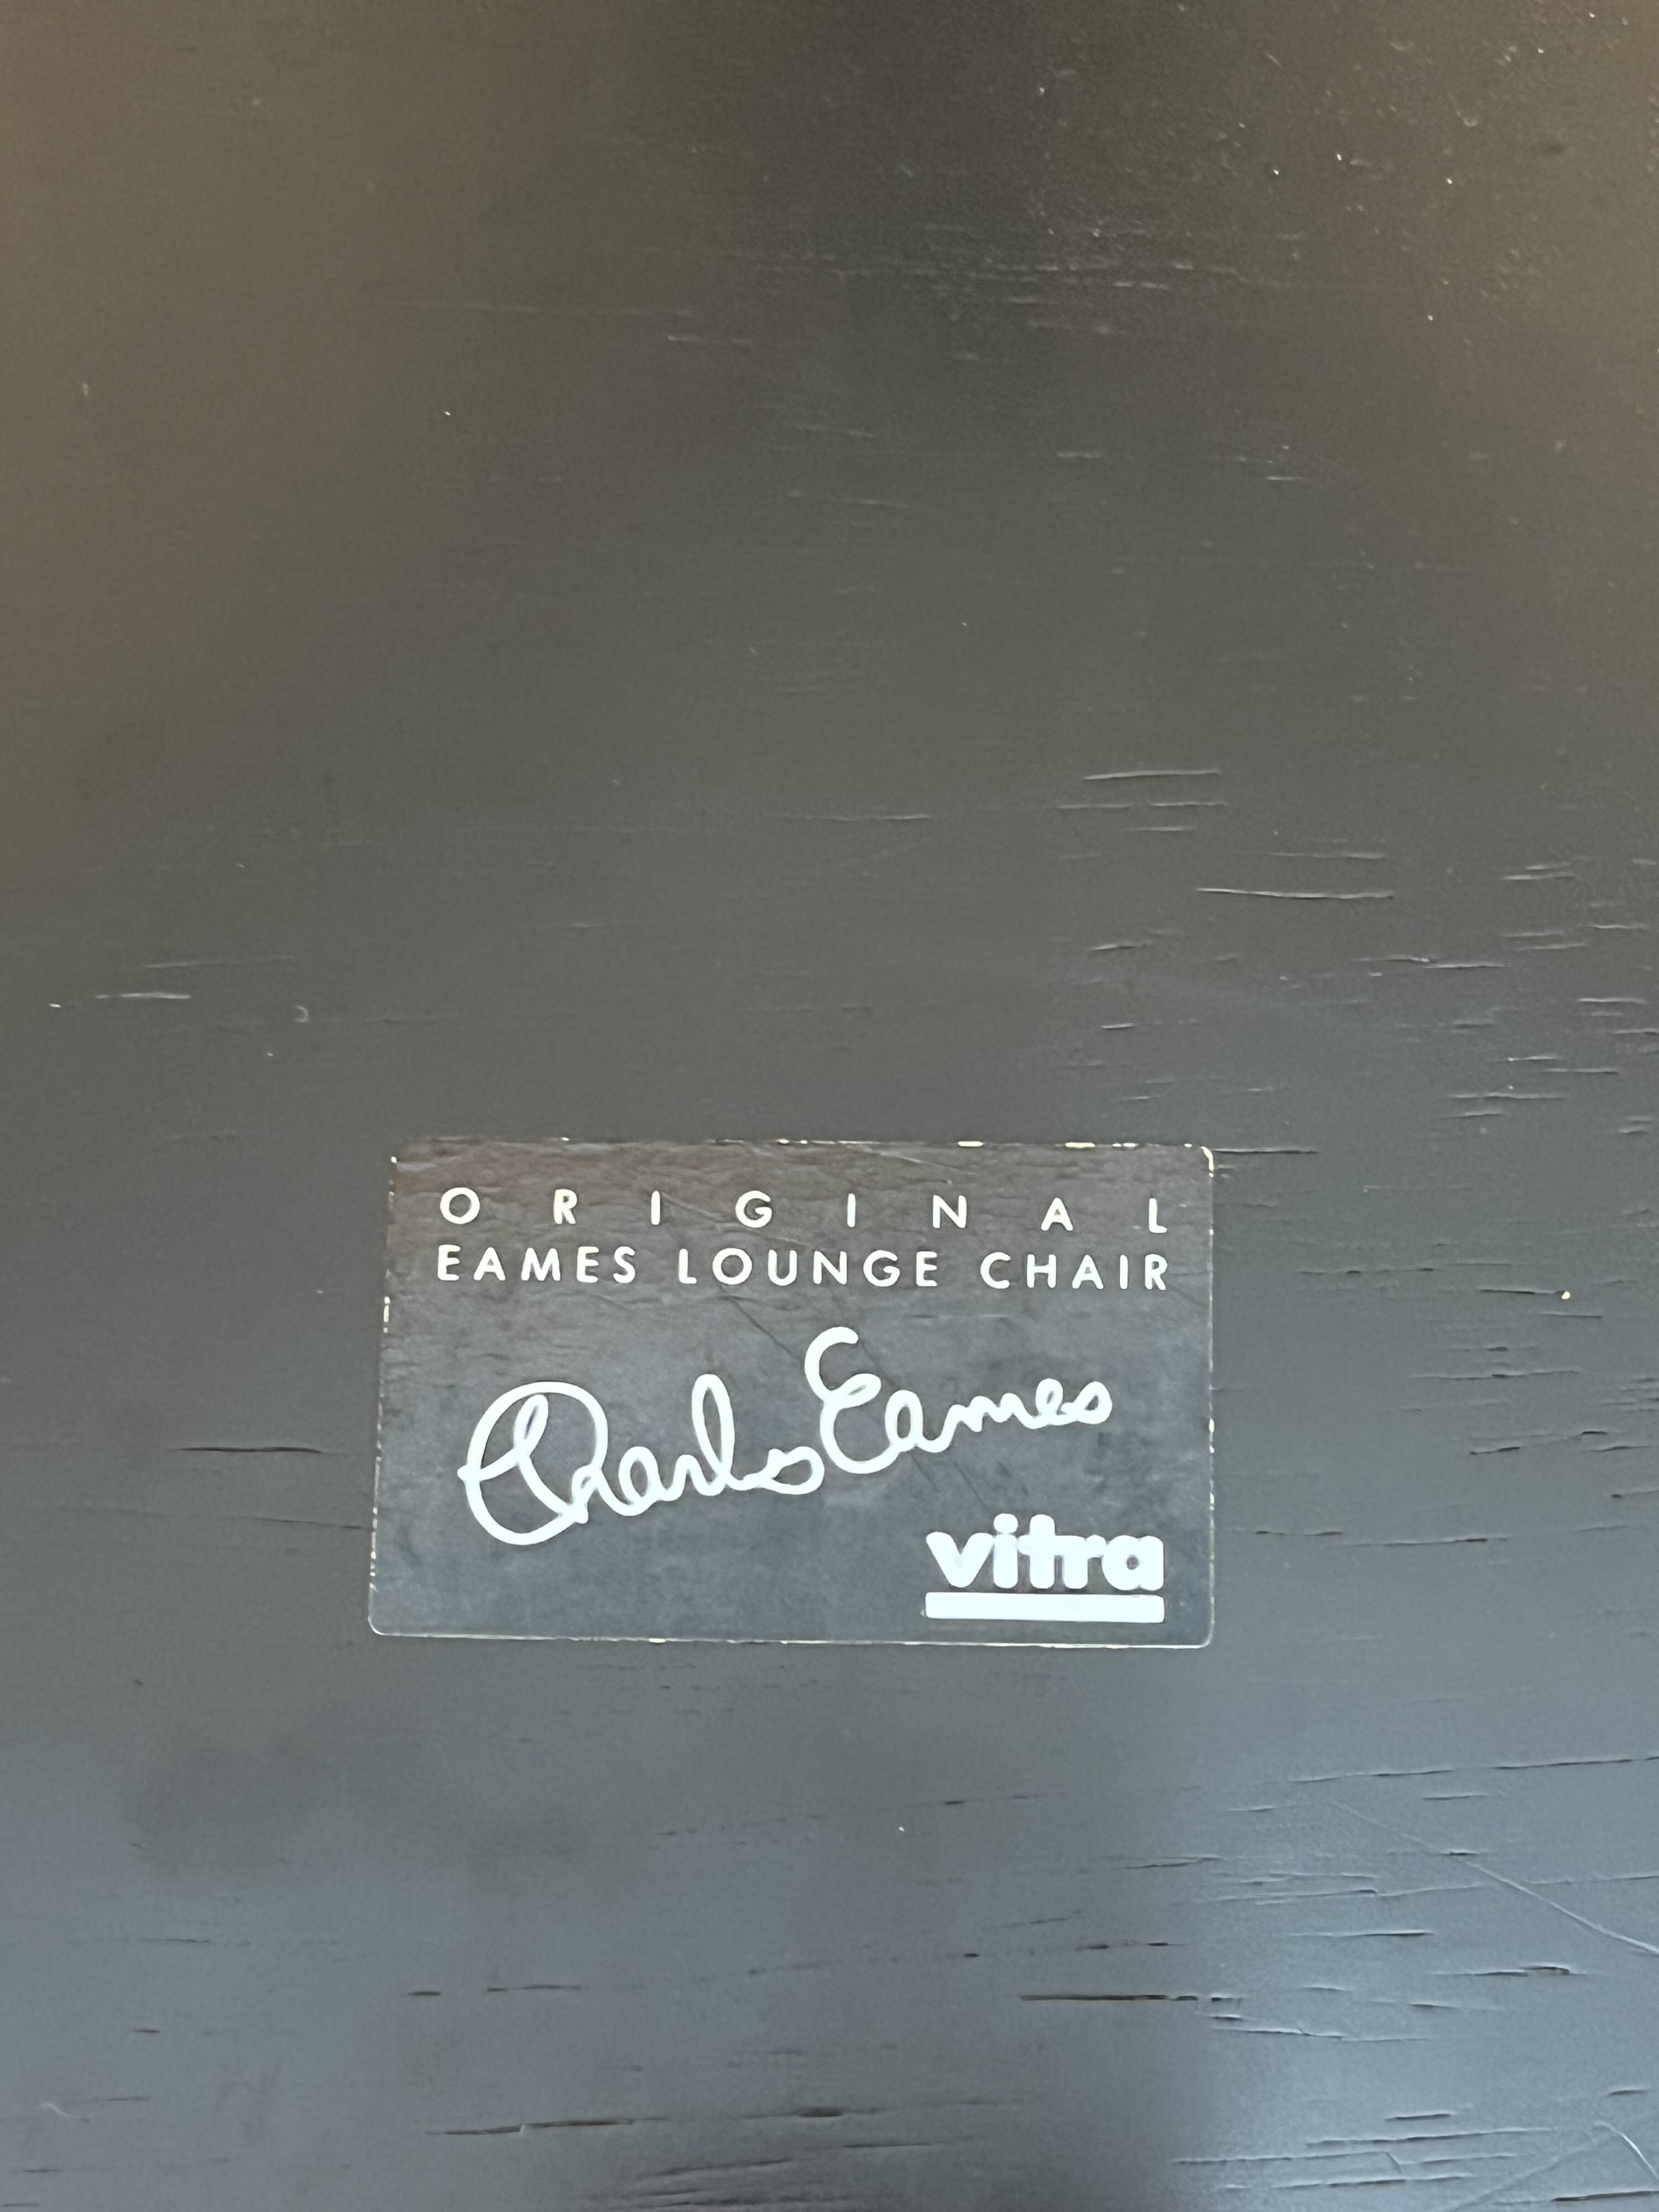 ORIGINAL
EAMES LOUNGE CHAIR
Charles Eames
vitra